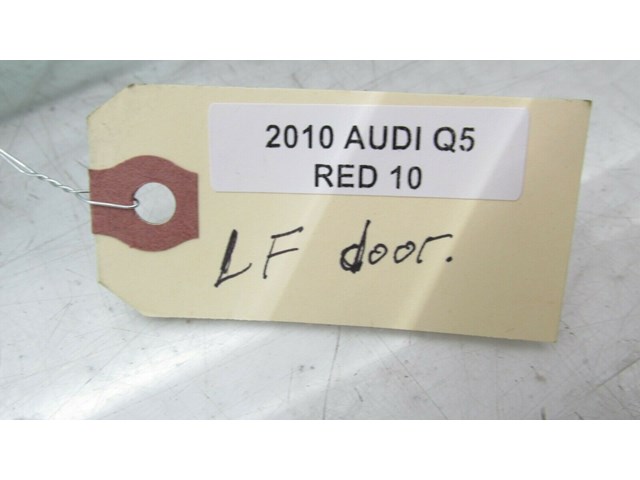 2010 AUDI Q5
RED 10
LF door.